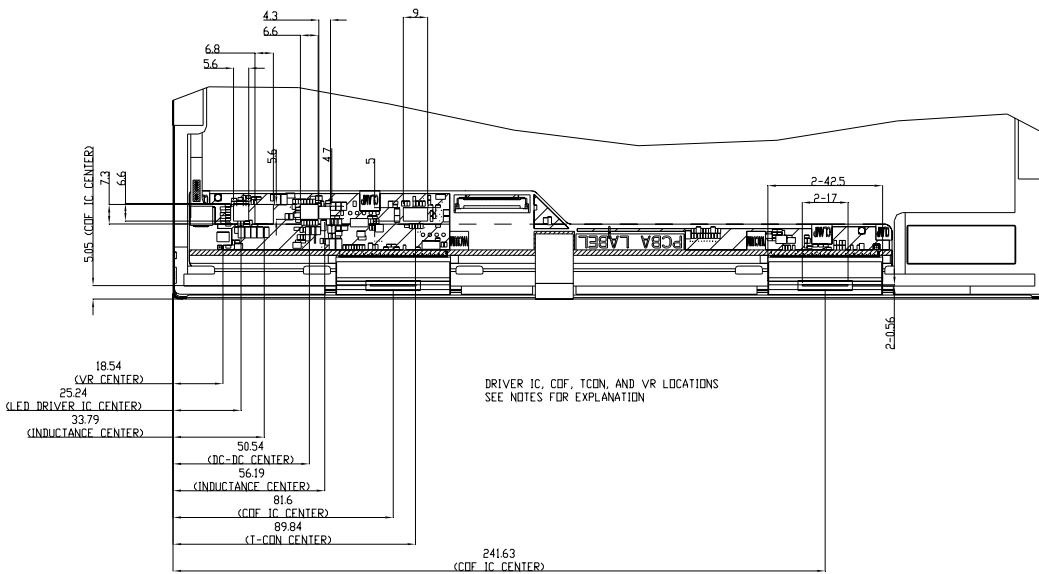 4.3
9
6.6
6.8
5.6
5.6
4.7
5
7.3
6.6
5.05 (COF IC CENTER)
2-42.5
2-17
PCBA LABEL
2-0.56
18.54
(VR CENTER)
25.24
(LED DRIVER IC CENTER)
33.79
(INDUCTANCE CENTER)
50.54
(DC-DC CENTER)
56.19
(INDUCTANCE CENTER)
81.6
(COF IC CENTER)
89.84
(T-CON CENTER)
241.63
(COF IC CENTER)
DRIVER IC, COF, TCON, AND VR LOCATIONS
SEE NOTES FOR EXPLANATION